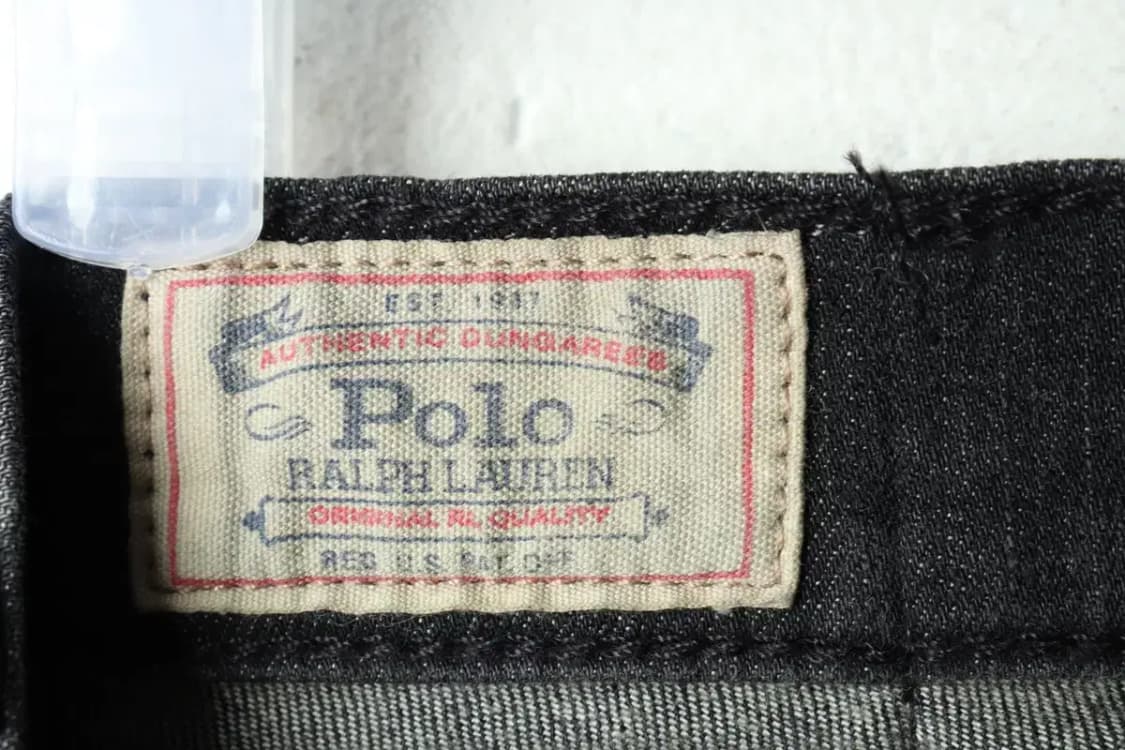 EST. 1967
AUTHENTIC DUNGAREES
Polo
RALPH LAUREN
ORIGINAL RL QUALITY
REG. U.S. PAT. OFF